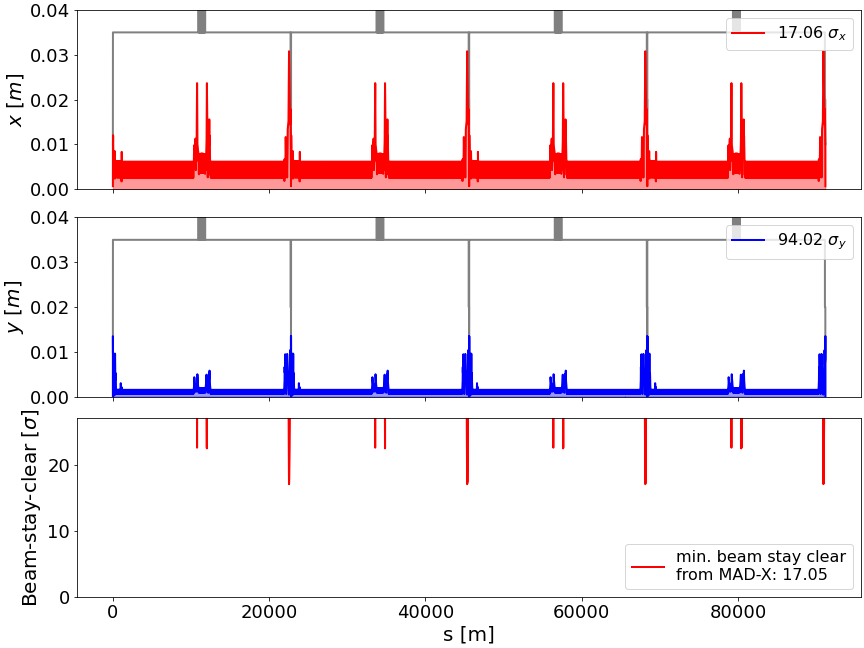 0.04
0.03
0.02
0.01
0.00
x [m]
17.06 σx
0.04
0.03
0.02
0.01
0.00
y [m]
94.02 σy
20
10
0
Beam-stay-clear [σ]
min. beam stay clear
from MAD-X: 17.05
0 20000 40000 60000 80000
s [m]